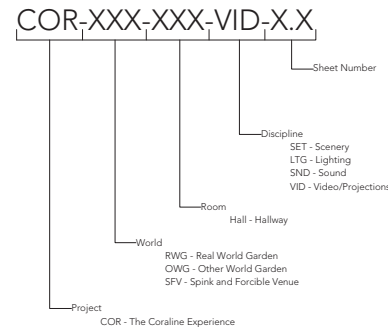 COR-XXX-XXX-VID-X.X
Sheet Number
Discipline
SET - Scenery
LTG - Lighting
SND - Sound
VID - Video/Projections
Room
Hall - Hallway
World
RWG - Real World Garden
OWG - Other World Garden
SFV - Spink and Forcible Venue
Project
COR - The Coraline Experience